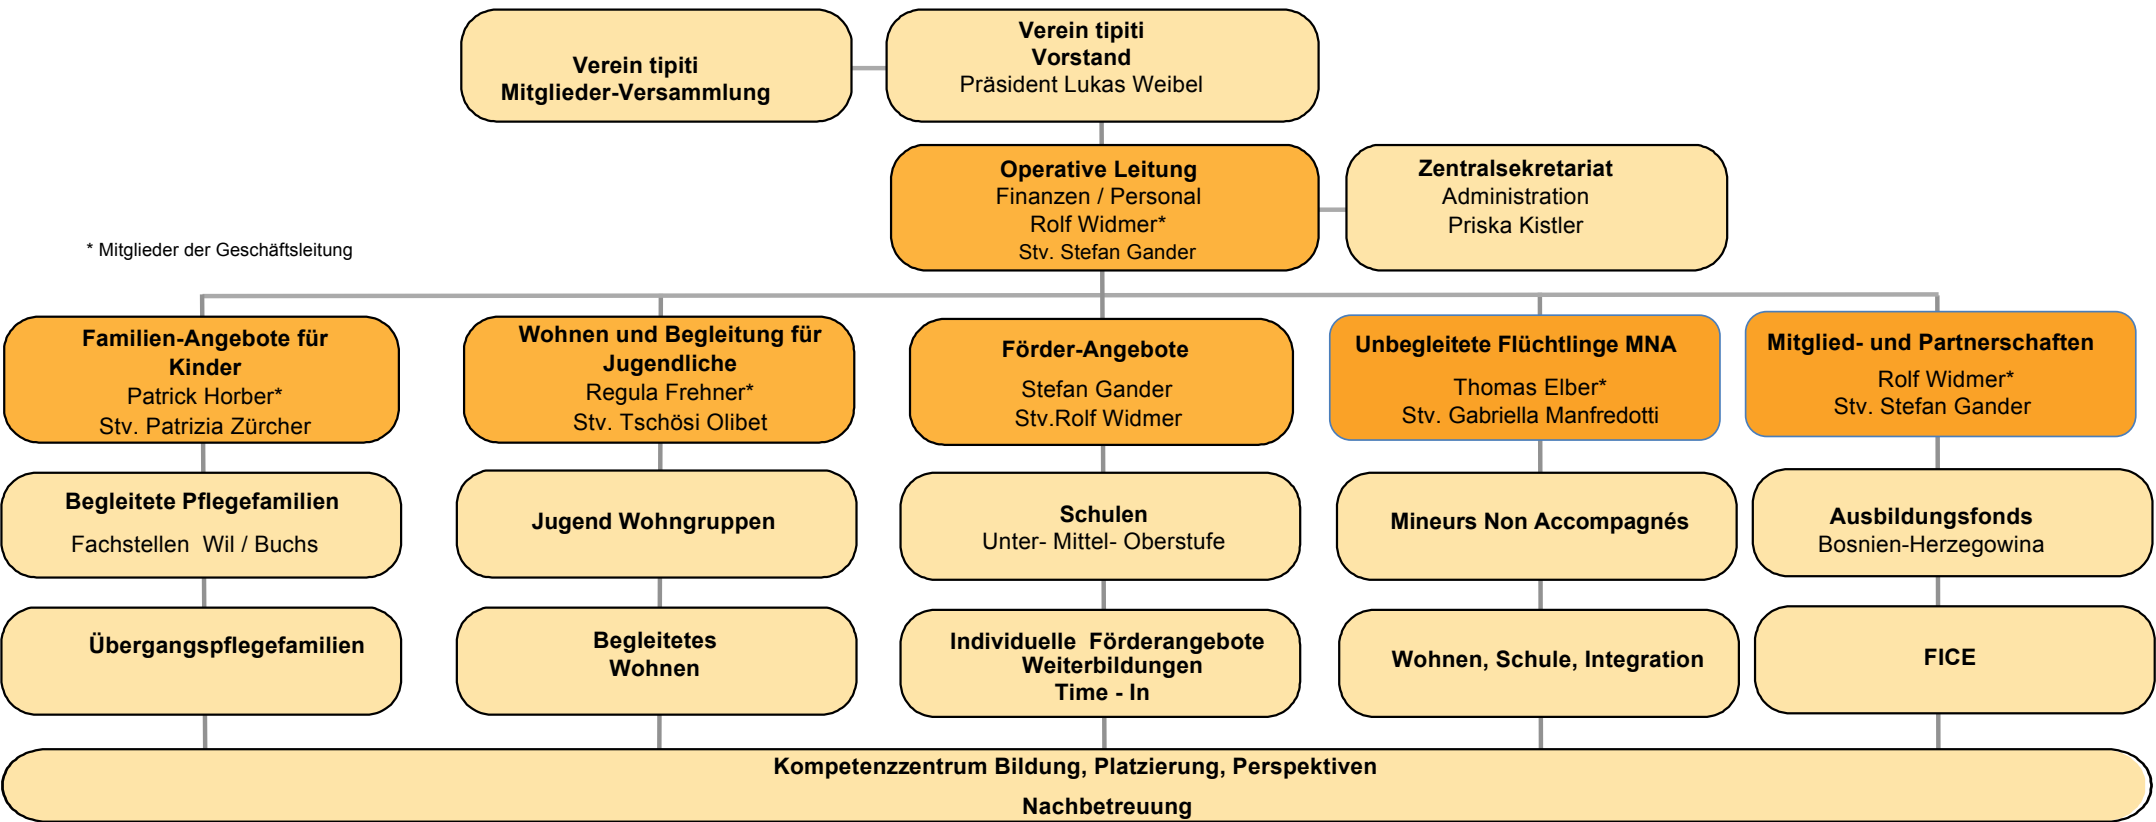 Verein tipiti
Mitglieder-Versammlung
Verein tipiti
Vorstand
Präsident Lukas Weibel
Operative Leitung
Finanzen / Personal
Rolf Widmer*
Stv. Stefan Gander
Zentralsekretariat
Administration
Priska Kistler
* Mitglieder der Geschäftsleitung
Familien-Angebote für
Kinder
Patrick Horber*
Stv. Patrizia Zürcher
Wohnen und Begleitung für
Jugendliche
Regula Frehner*
Stv. Tschösi Olibet
Förder-Angebote
Stefan Gander
Stv.Rolf Widmer
Unbegleitete Flüchtlinge MNA
Thomas Elber*
Stv. Gabriella Manfredotti
Mitglied- und Partnerschaften
Rolf Widmer*
Stv. Stefan Gander
Begleitete Pflegefamilien
Fachstellen Wil / Buchs
Jugend Wohngruppen
Schulen
Unter- Mittel- Oberstufe
Mineurs Non Accompagnés
Ausbildungsfonds
Bosnien-Herzegowina
Übergangspflegefamilien
Begleitetes
Wohnen
Individuelle Förderangebote
Weiterbildungen
Time - In
Wohnen, Schule, Integration
FICE
Kompetenzzentrum Bildung, Platzierung, Perspektiven
Nachbetreuung